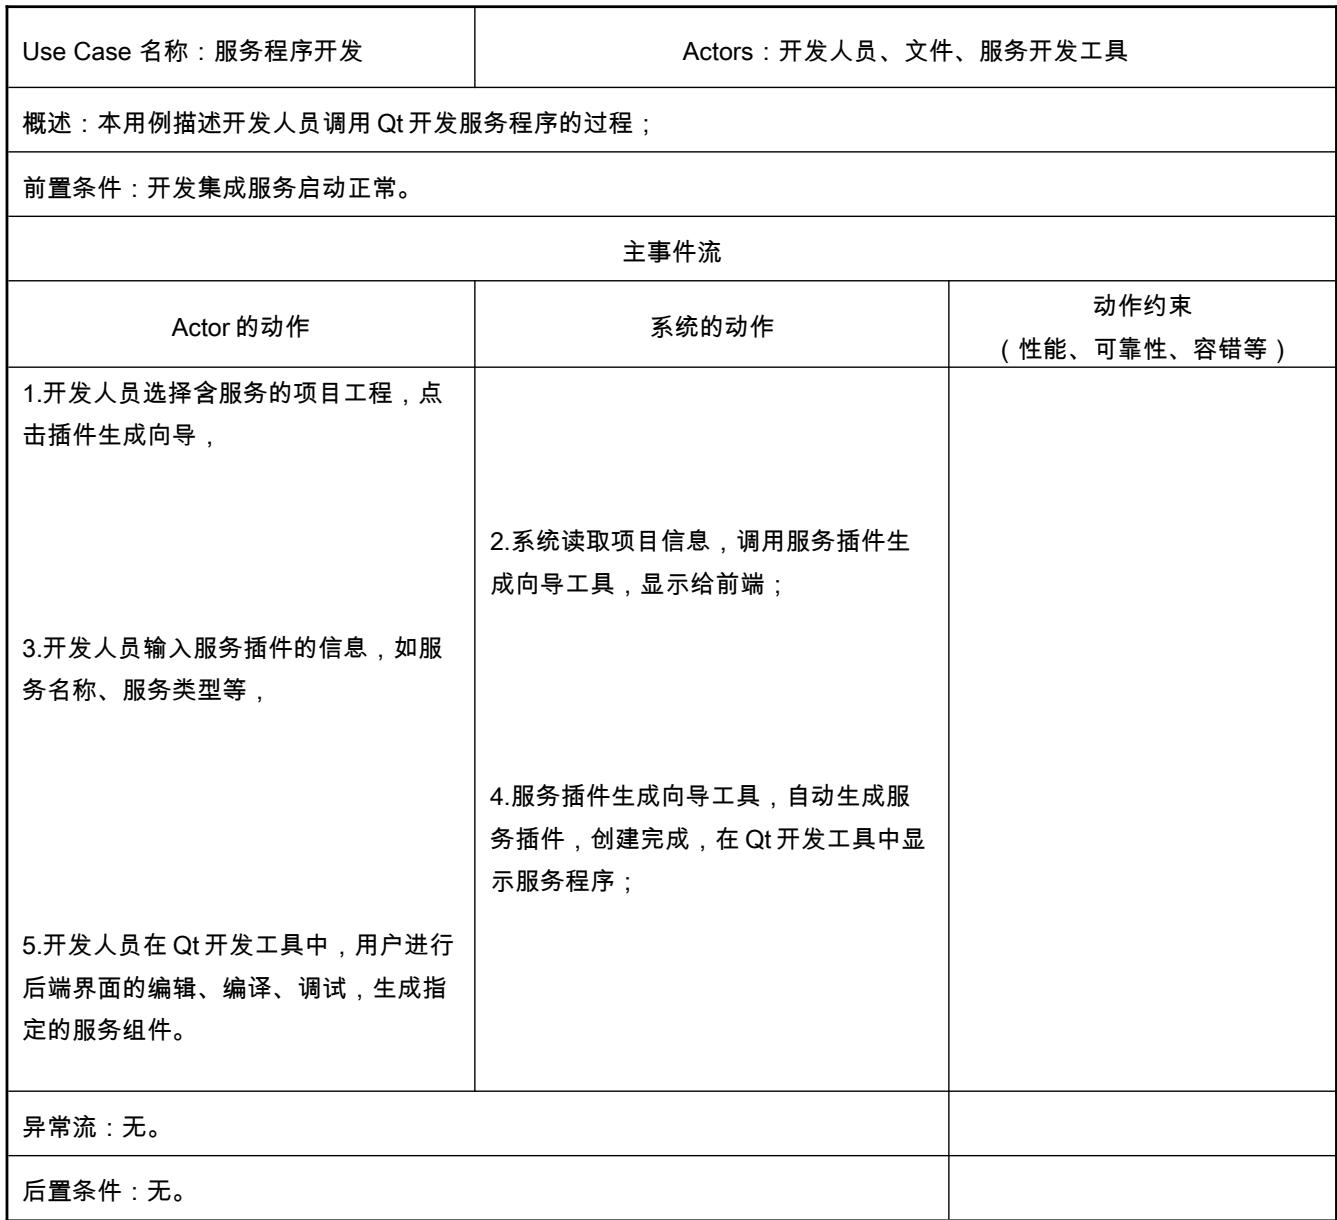 Use Case 名称：服务程序开发
Actors：开发人员、文件、服务开发工具
概述：本用例描述开发人员调用 Qt 开发服务程序的过程；
前置条件：开发集成服务启动正常。
主事件流
Actor 的动作
系统的动作
动作约束
（性能、可靠性、容错等）
1.开发人员选择含服务的项目工程，点
击插件生成向导，
2.系统读取项目信息，调用服务插件生
成向导工具，显示给前端；
3.开发人员输入服务插件的信息，如服
务名称、服务类型等，
4.服务插件生成向导工具，自动生成服
务插件，创建完成，在 Qt 开发工具中显
示服务程序；
5.开发人员在 Qt 开发工具中，用户进行
后端界面的编辑、编译、调试，生成指
定的服务组件。
异常流：无。
后置条件：无。